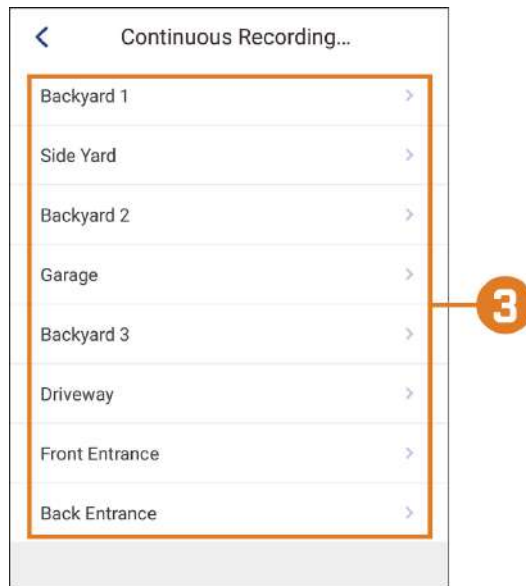 Continuous Recording...
Backyard 1
Side Yard
Backyard 2
Garage
3
Backyard 3
Driveway
Front Entrance
Back Entrance